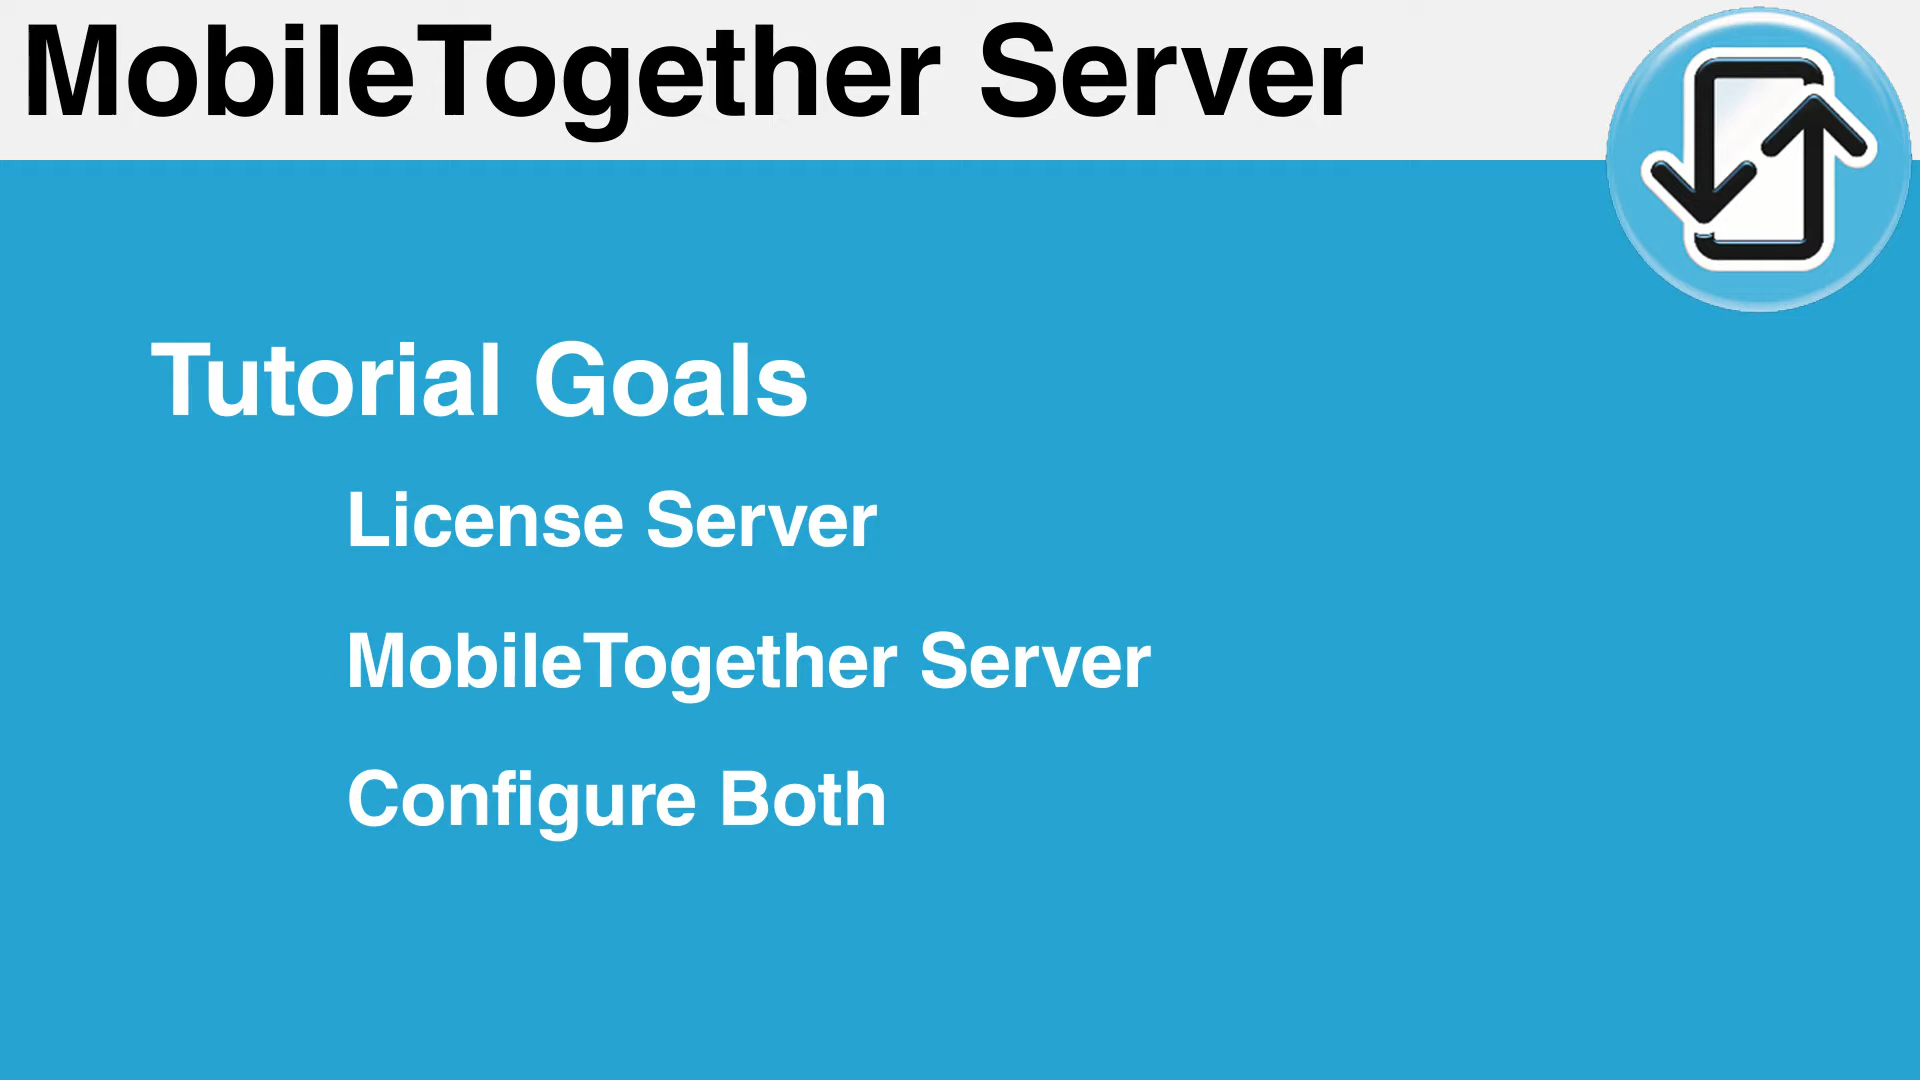 MobileTogether Server
Tutorial Goals
License Server
MobileTogether Server
Configure Both